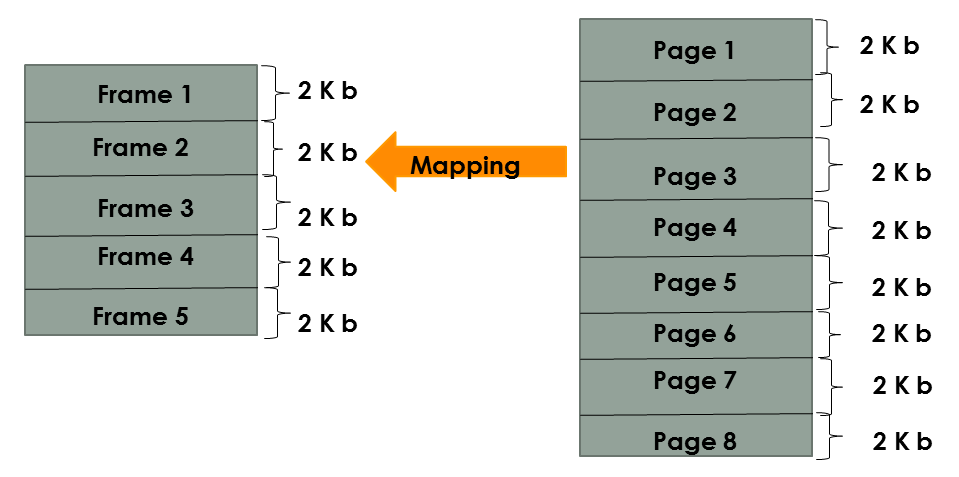 Frame 1
2 K b
Frame 2
2 K b
Frame 3
2 K b
Frame 4
2 K b
Frame 5
2 K b
Mapping
Page 1
2 K b
Page 2
2 K b
Page 3
2 K b
Page 4
2 K b
Page 5
2 K b
Page 6
2 K b
Page 7
2 K b
Page 8
2 K b